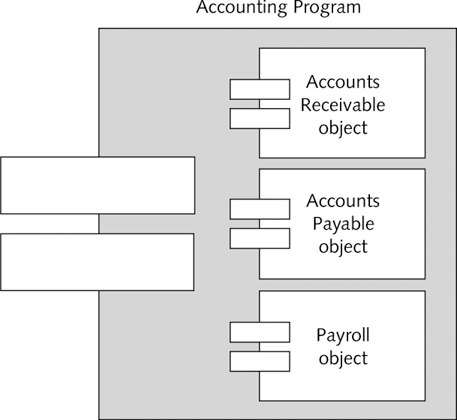 Accounting Program
Accounts
Receivable
object
Accounts
Payable
object
Payroll
object